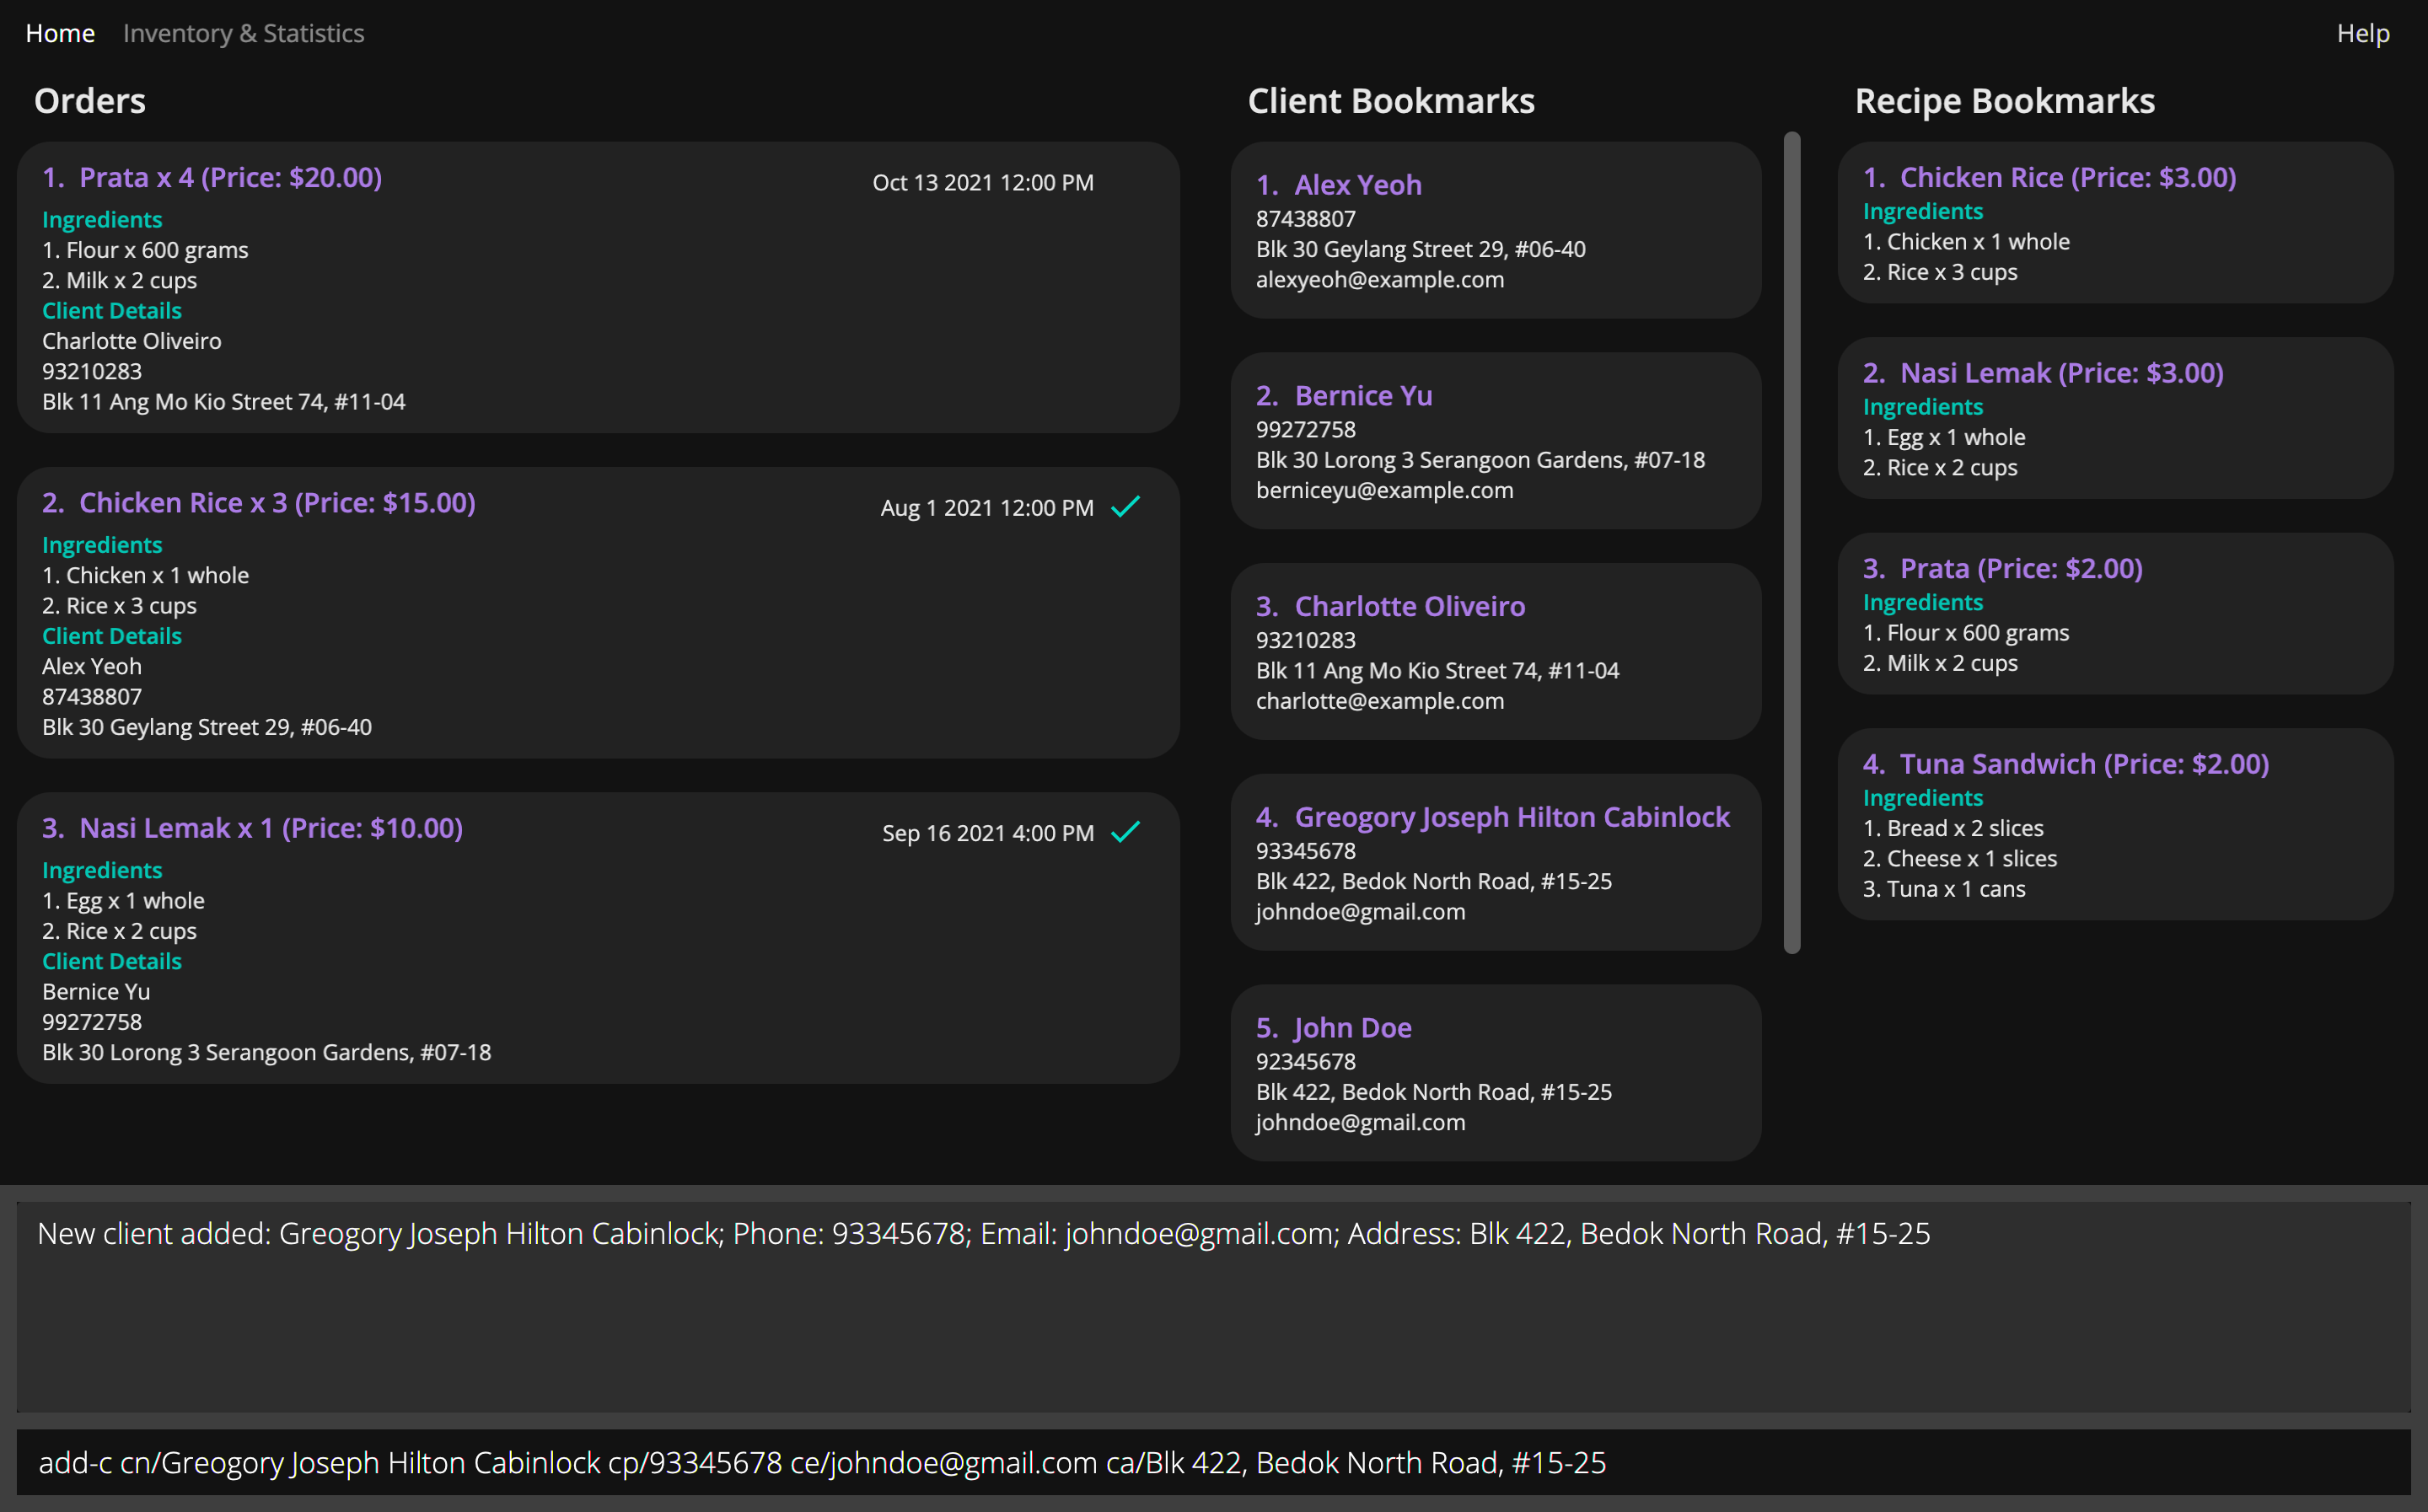 Home Inventory & Statistics Help
Orders
1. Prata x 4 (Price: $20.00) Oct 13 2021 12:00 PM
Ingredients
1. Flour x 600 grams
2. Milk x 2 cups
Client Details
Charlotte Oliveiro
93210283
Blk 11 Ang Mo Kio Street 74, #11-04
2. Chicken Rice x 3 (Price: $15.00) Aug 1 2021 12:00 PM
Ingredients
1. Chicken x 1 whole
2. Rice x 3 cups
Client Details
Alex Yeoh
87438807
Blk 30 Geylang Street 29, #06-40
3. Nasi Lemak x 1 (Price: $10.00) Sep 16 2021 4:00 PM
Ingredients
1. Egg x 1 whole
2. Rice x 2 cups
Client Details
Bernice Yu
99272758
Blk 30 Lorong 3 Serangoon Gardens, #07-18
Client Bookmarks
1. Alex Yeoh
87438807
Blk 30 Geylang Street 29, #06-40
alexyeoh@example.com
2. Bernice Yu
99272758
Blk 30 Lorong 3 Serangoon Gardens, #07-18
berniceyu@example.com
3. Charlotte Oliveiro
93210283
Blk 11 Ang Mo Kio Street 74, #11-04
charlotte@example.com
4. Greogory Joseph Hilton Cabinlock
93345678
Blk 422, Bedok North Road, #15-25
johndoe@gmail.com
5. John Doe
92345678
Blk 422, Bedok North Road, #15-25
johndoe@gmail.com
Recipe Bookmarks
1. Chicken Rice (Price: $3.00)
Ingredients
1. Chicken x 1 whole
2. Rice x 3 cups
2. Nasi Lemak (Price: $3.00)
Ingredients
1. Egg x 1 whole
2. Rice x 2 cups
3. Prata (Price: $2.00)
Ingredients
1. Flour x 600 grams
2. Milk x 2 cups
4. Tuna Sandwich (Price: $2.00)
Ingredients
1. Bread x 2 slices
2. Cheese x 1 slices
3. Tuna x 1 cans
New client added: Greogory Joseph Hilton Cabinlock; Phone: 93345678; Email: johndoe@gmail.com; Address: Blk 422, Bedok North Road, #15-25
add-c cn/Greogory Joseph Hilton Cabinlock cp/93345678 ce/johndoe@gmail.com ca/Blk 422, Bedok North Road, #15-25